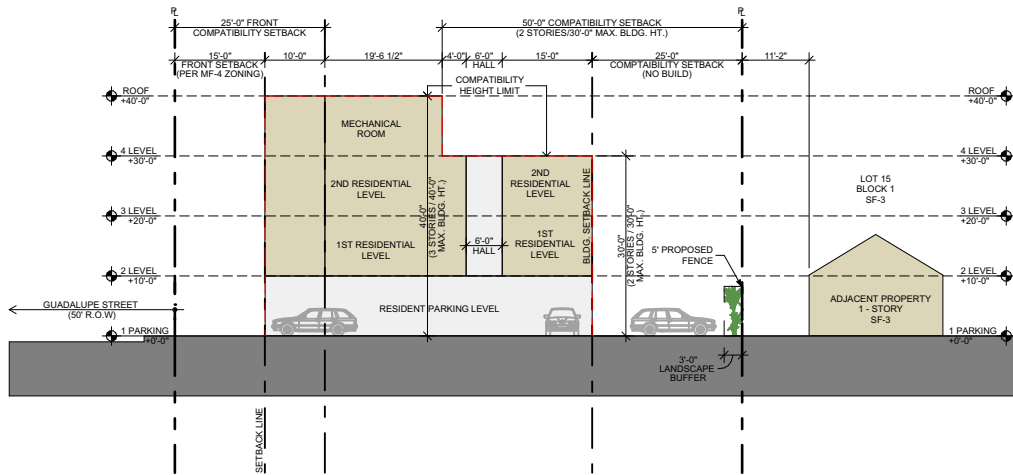 PL
PL
50'-0" COMPATIBILITY SETBACK
(2 STORIES/30'-0" MAX. BLDG. HT.)
25'-0" FRONT
COMPATIBILITY SETBACK
15'-0"
FRONT SETBACK
(PER MF-4 ZONING)
10'-0"
19'-6 1/2"
4'-0"
6'-0"
HALL
15'-0"
25'-0"
COMPTAIBILITY SETBACK
(NO BUILD)
11'-2"
COMPATIBILITY
HEIGHT LIMIT
ROOF
+40'-0"
ROOF
+40'-0"
MECHANICAL
ROOM
4 LEVEL
+30'-0"
4 LEVEL
+30'-0"
2ND RESIDENTIAL
LEVEL
40'-0"
(3 STORIES / 40'-0"
MAX. BLDG. HT.)
2ND
RESIDENTIAL
LEVEL
BLDG. SETBACK LINE
30'-0"
(2 STORIES / 30'-0"
MAX. BLDG. HT.)
LOT 15
BLOCK 1
SF-3
3 LEVEL
+20'-0"
3 LEVEL
+20'-0"
1ST RESIDENTIAL
LEVEL
6'-0"
HALL
1ST
RESIDENTIAL
LEVEL
5' PROPOSED
FENCE
2 LEVEL
+10'-0"
2 LEVEL
+10'-0"
GUADALUPE STREET
(50' R.O.W)
RESIDENT PARKING LEVEL
ADJACENT PROPERTY
1 - STORY
SF-3
1 PARKING
+0'-0"
1 PARKING
+0'-0"
3'-0"
LANDSCAPE
BUFFER
SETBACK LINE